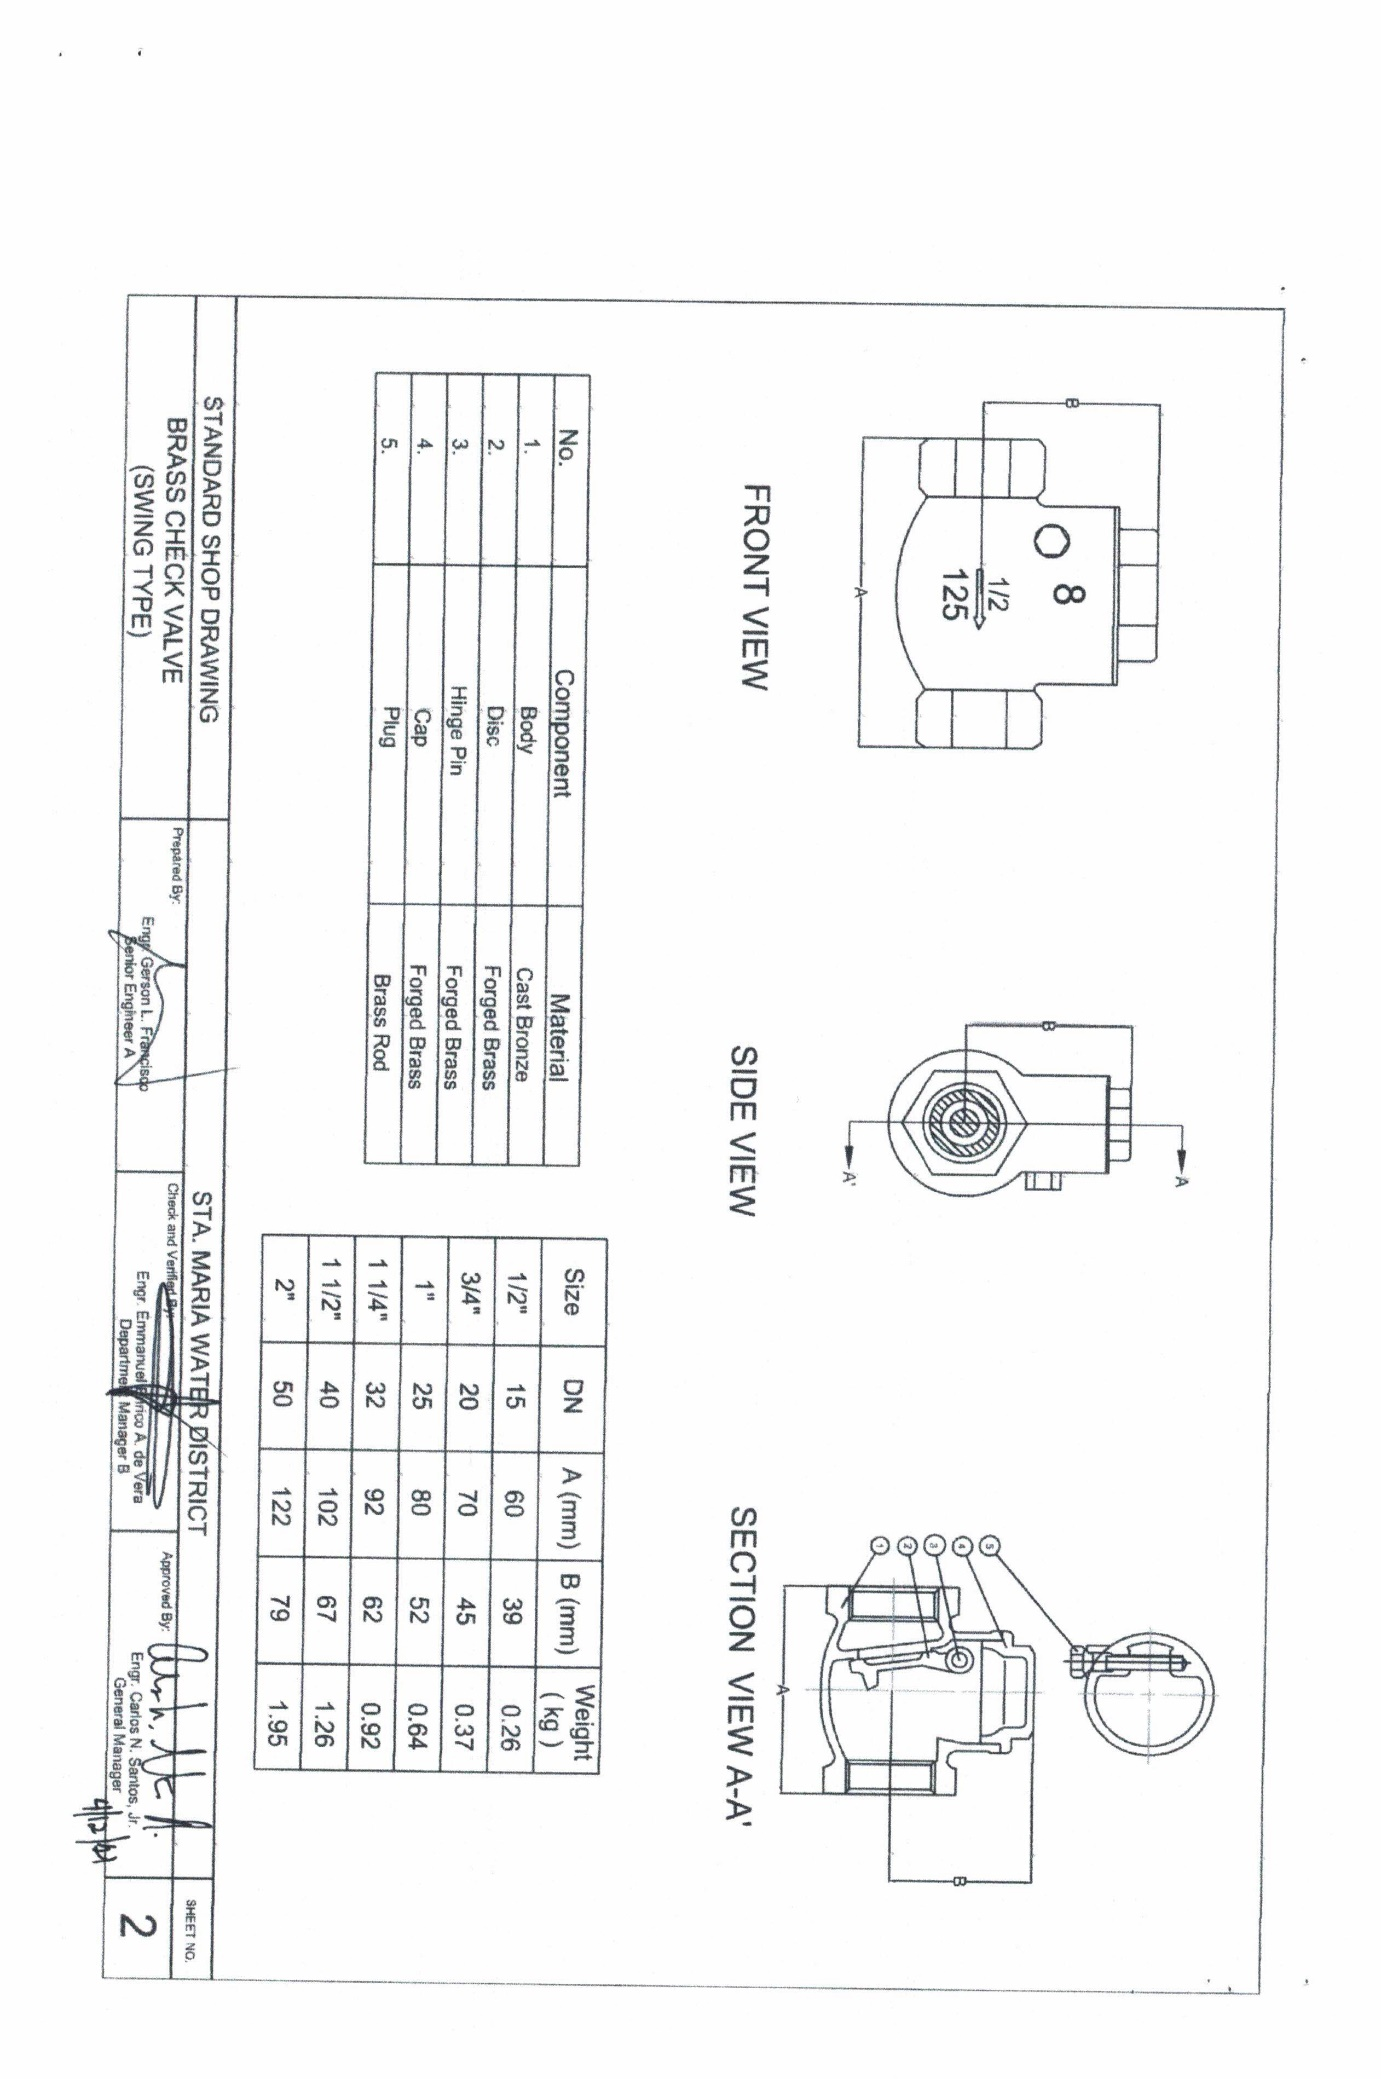 B
8
1/2
125
A
FRONT VIEW
B
A
A'
SIDE VIEW
5
4
3
2
1
A
B
SECTION VIEW A-A'
No. Component Material
1. Body Cast Bronze
2. Disc Forged Brass
3. Hinge Pin Forged Brass
4. Cap Forged Brass
5. Plug Brass Rod
Size DN A (mm) B (mm) Weight ( kg )
1/2" 15 60 39 0.26
3/4" 20 70 45 0.37
1" 25 80 52 0.64
1 1/4" 32 92 62 0.92
1 1/2" 40 102 67 1.26
2" 50 122 79 1.95
STANDARD SHOP DRAWING
BRASS CHECK VALVE
(SWING TYPE)
STA. MARIA WATER DISTRICT
Prepared By:
Engr. Gerson L. Francisco
Senior Engineer A
Check and Verified By:
Engr. Emmanuel A. de Vera
Department Manager B
Approved By:
Engr. Carlos N. Santos, Jr.
General Manager
4/12/21
SHEET NO.
2